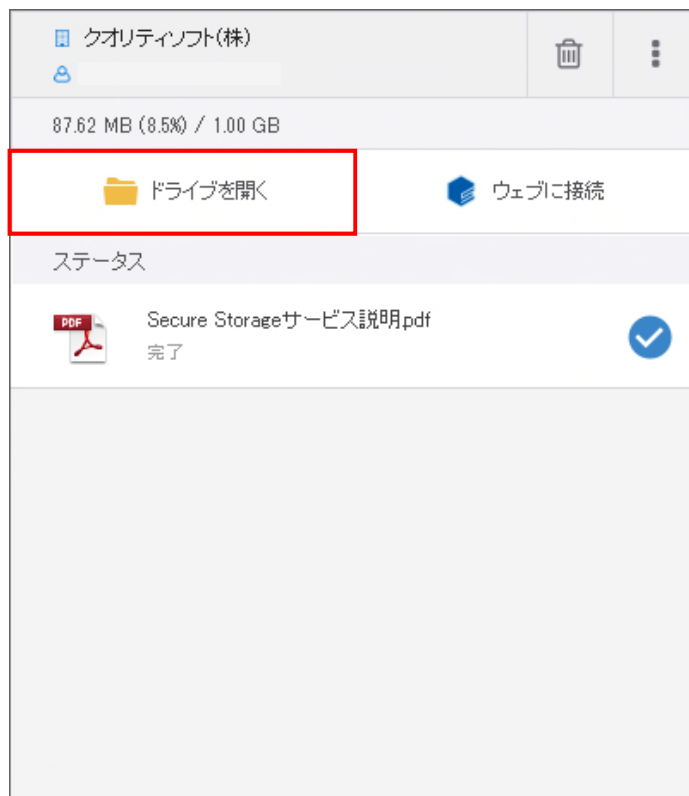 クオリティソフト(株)
87.62 MB (8.5%) / 1.00 GB
ドライブを開く
ウェブに接続
ステータス
PDF
Secure Storageサービス説明.pdf
完了